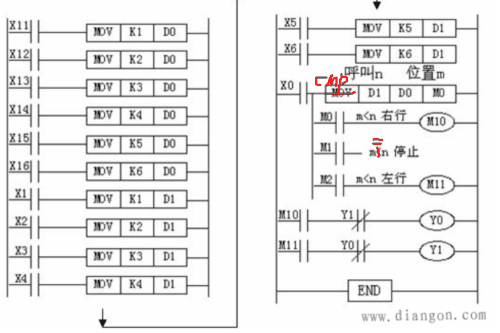 X11 MOV K1 D0
X12 MOV K2 D0
X13 MOV K3 D0
X14 MOV K4 D0
X15 MOV K5 D0
X16 MOV K6 D0
X1 MOV K1 D1
X2 MOV K2 D1
X3 MOV K3 D1
X4 MOV K4 D1
X5 MOV K5 D1
X6 MOV K6 D1
呼叫n 位置m
cmp
X0 MOV D1 D0 M0
M0 m<n 右行 M10
M1 m=n 停止
M2 m<n 左行 M11
M10 Y1 Y0
M11 Y0 Y1
END
www.diangon.com